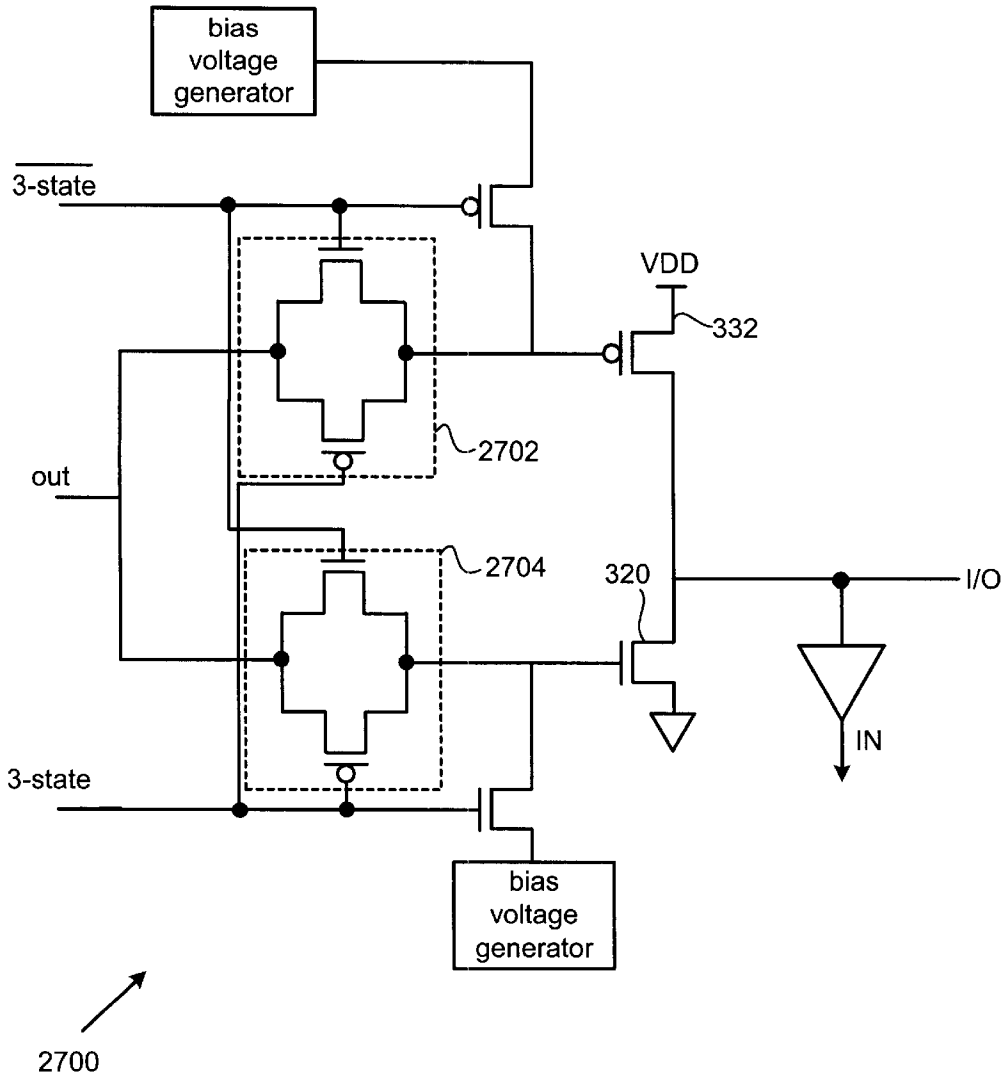 bias
voltage
generator
3-state
VDD
332
2702
out
2704
320
I/O
IN
3-state
bias
voltage
generator
2700